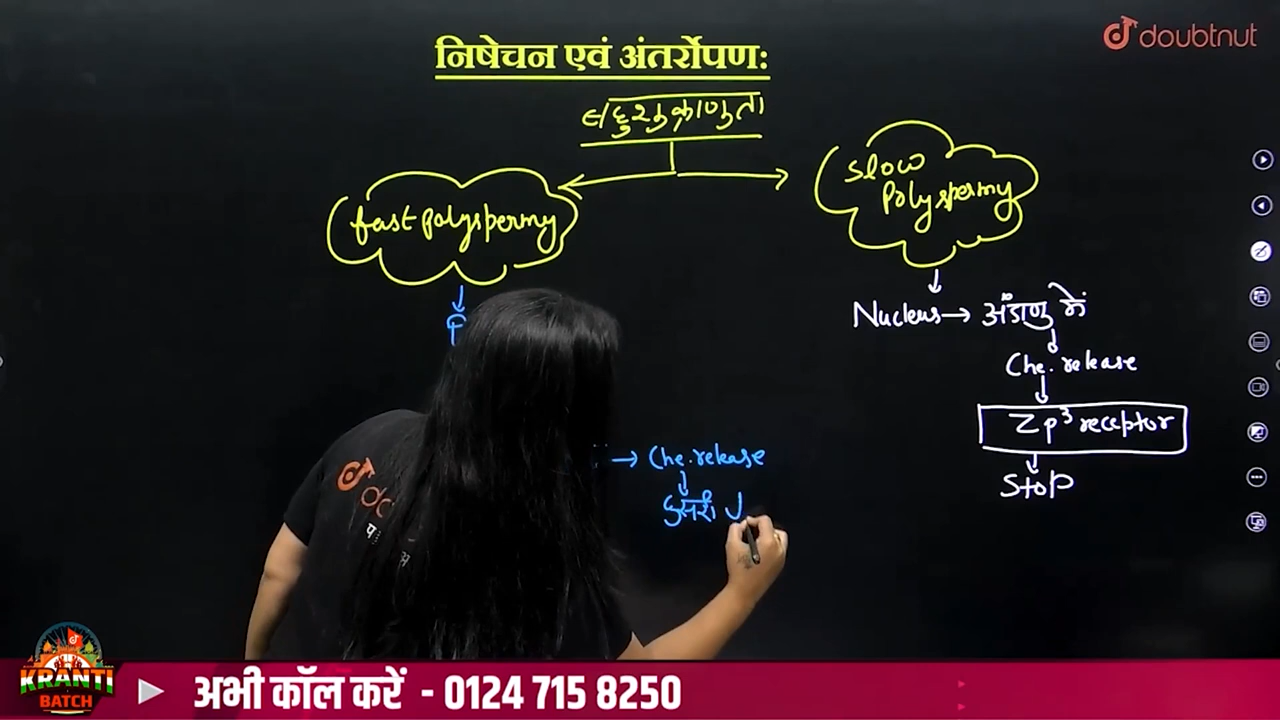 doubtnut
निषेचन एवं अंतर्रोपण:
बहुशुक्राणुता
fast polyspermy
slow
polyspermy
Nucleus → अंडाणु में
Che. release
Zp³ receptor
Stop
→ Che. release
दुसरी
KRANTI
BATCH
अभी कॉल करें - 0124 715 8250